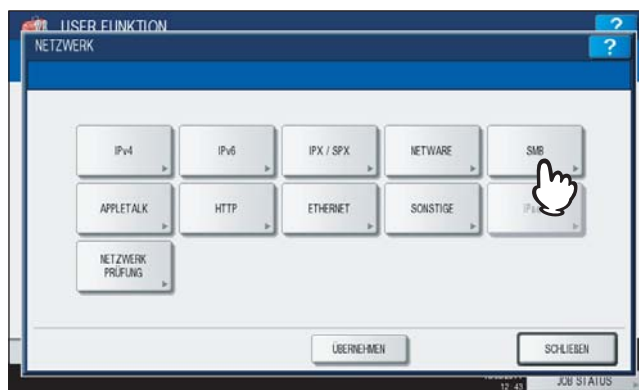 USER FUNKTION
?
NETZWERK
?
IPv4
IPv6
IPX / SPX
NETWARE
SMB
APPLETALK
HTTP
ETHERNET
SONSTIGE
NETZWERK
PRÜFUNG
ÜBERNEHMEN
SCHLIEßEN
12:43
JOB STATUS